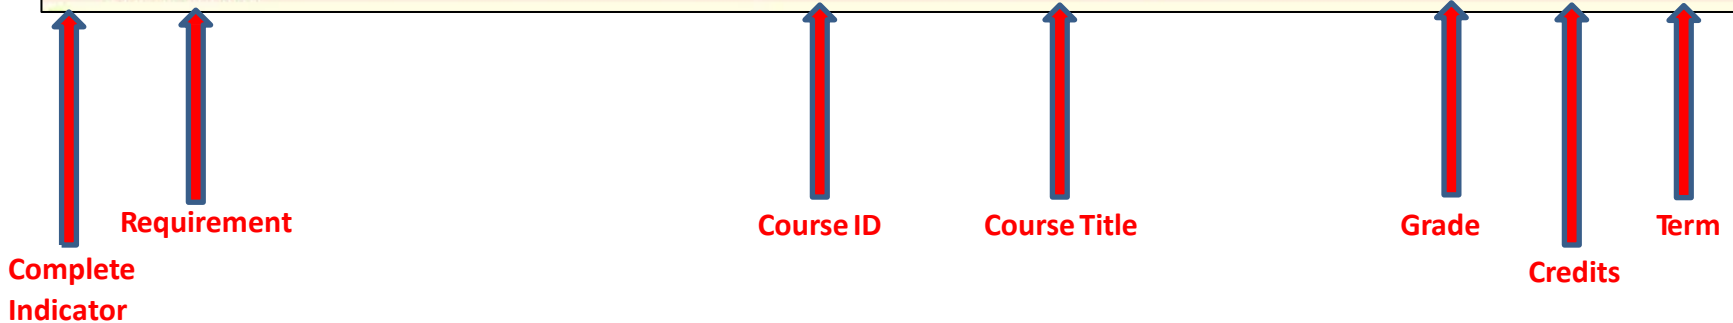 Requirement
Course ID
Course Title
Grade
Term
Complete
Indicator
Credits